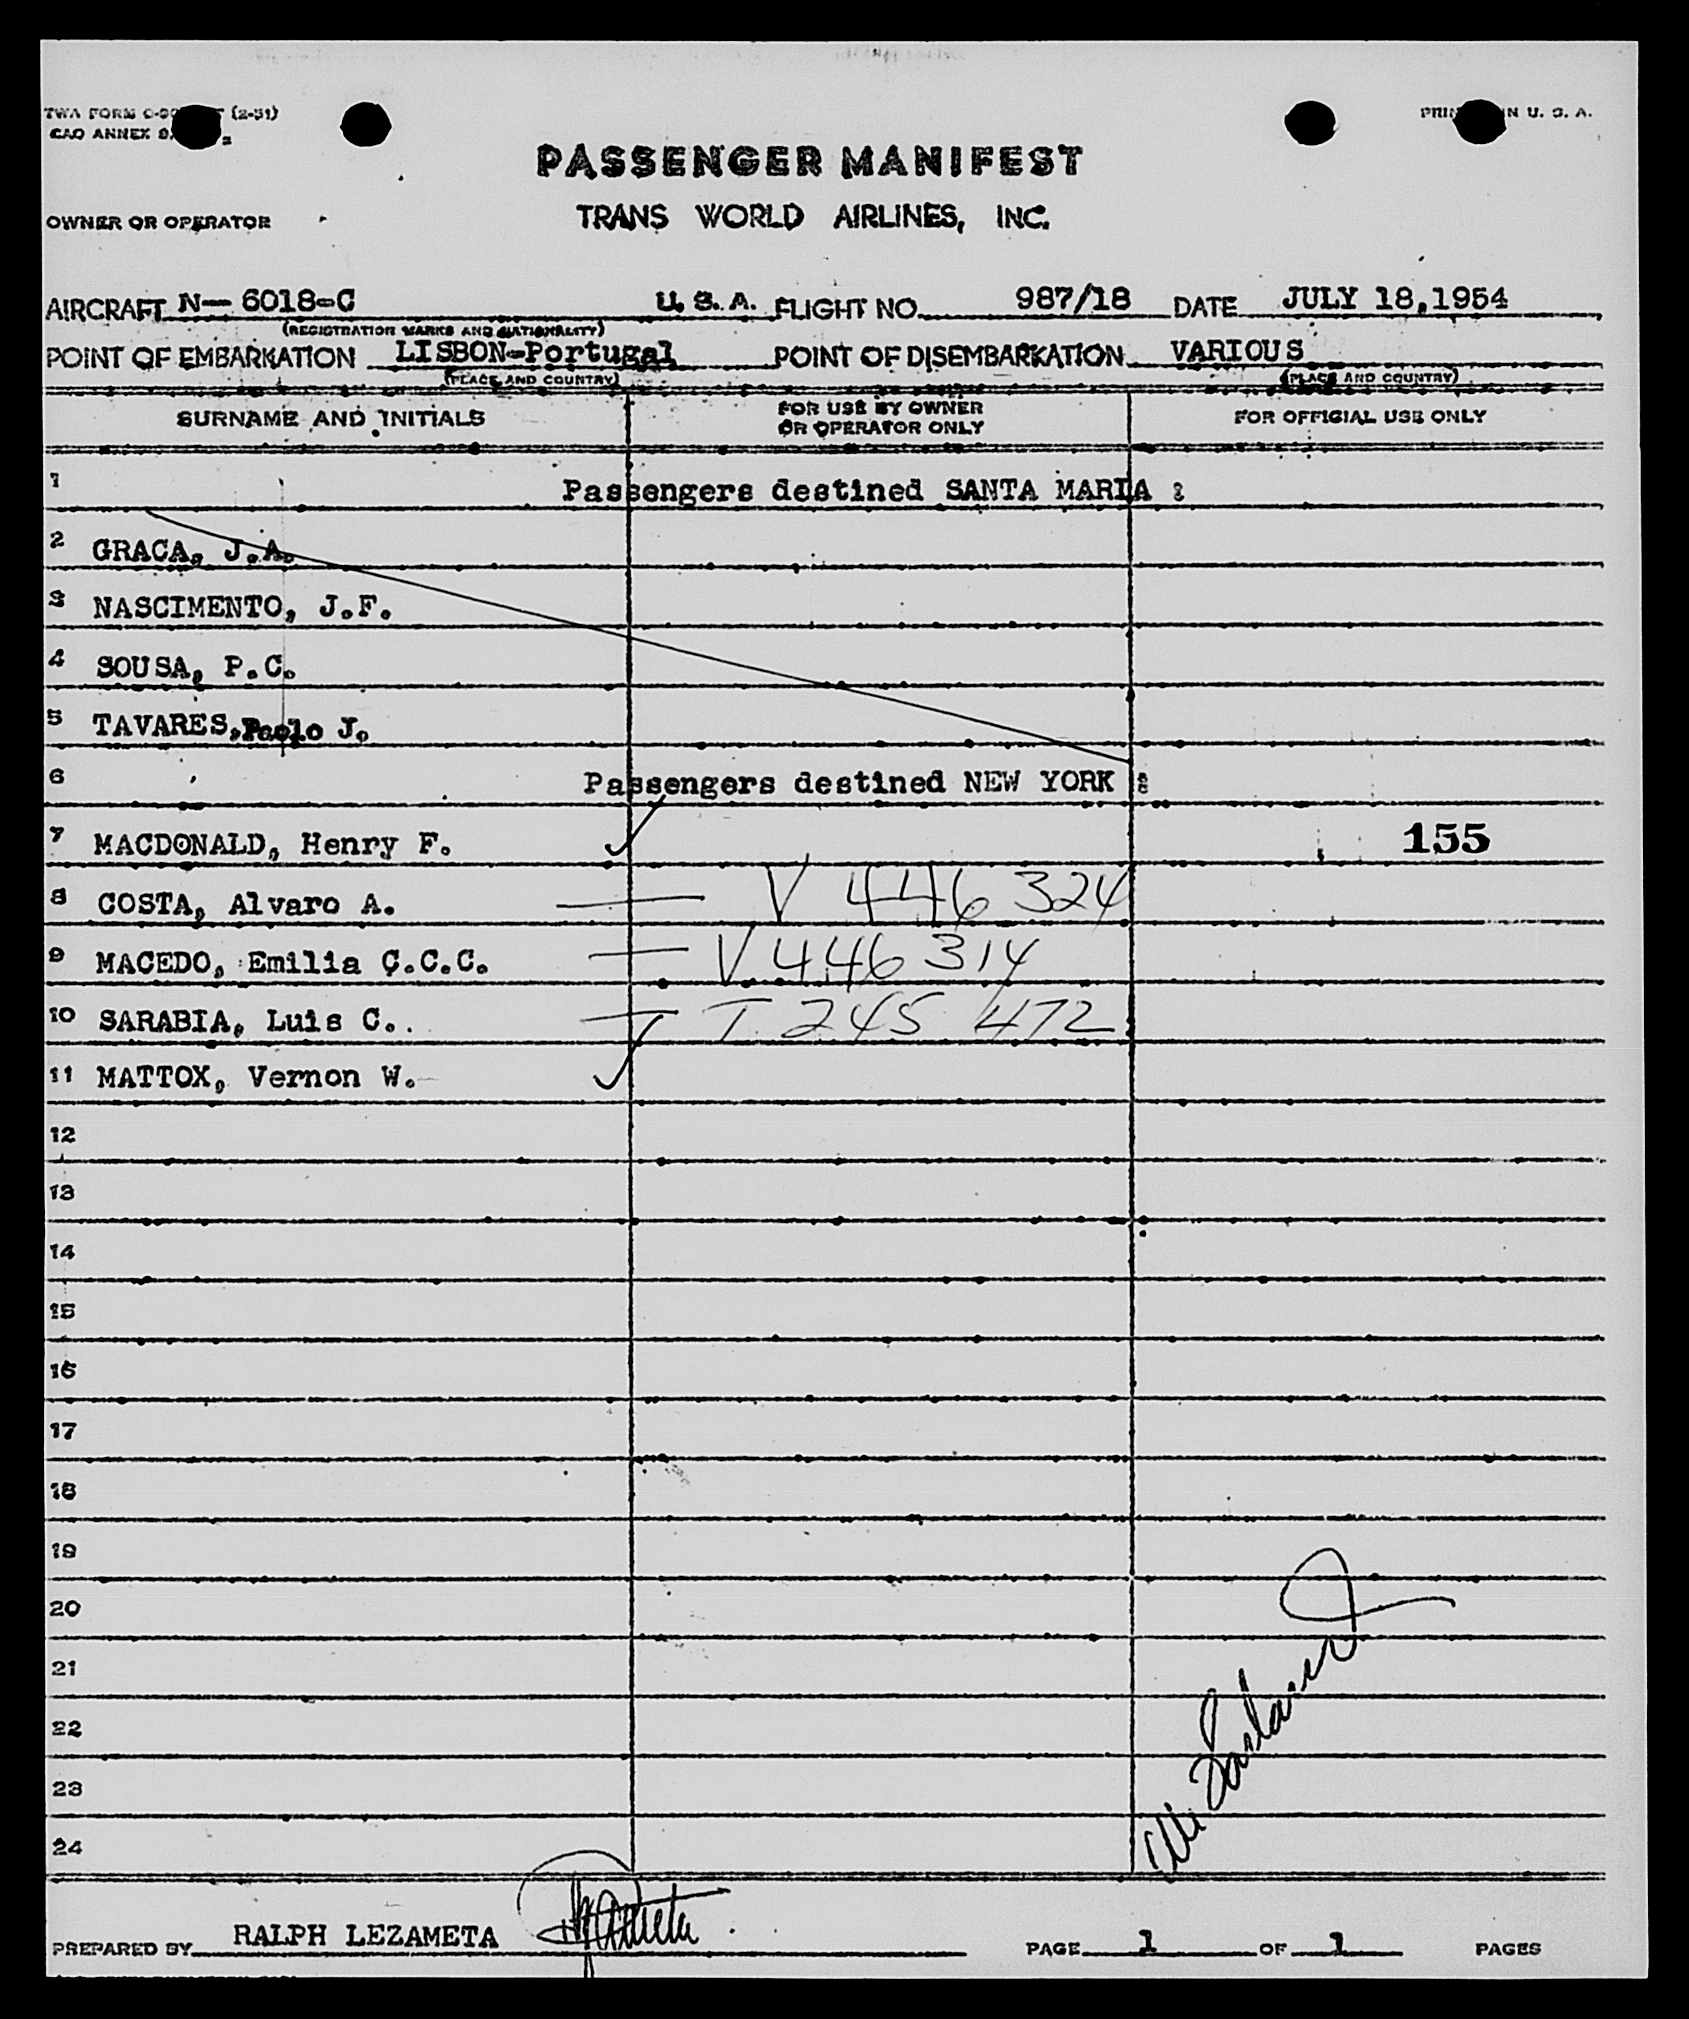 (2-51)
PRINTED IN U. S. A.
PASSENGER MANIFEST
OWNER OR OPERATOR
TRANS WORLD AIRLINES, INC.
AIRCRAFT N- 6018-C U. S. A. FLIGHT NO. 987/18 DATE JULY 18,1954
(REGISTRATION MARKS AND NATIONALITY)
POINT OF EMBARKATION LISBON-Portugal POINT OF DISEMBARKATION VARIOUS
(PLACE AND COUNTRY) (PLACE AND COUNTRY)
SURNAME AND INITIALS FOR USE BY OWNER OR OPERATOR ONLY FOR OFFICIAL USE ONLY
1 Passengers destined SANTA MARIA :
2 GRACA, J.A.
3 NASCIMENTO, J.F.
4 SOUSA, P.C.
5 TAVARES, Paolo J.
6 Passengers destined NEW YORK :
7 MACDONALD, Henry F. 155
8 COSTA, Alvaro A. — V 446 324
9 MACEDO, Emilia C.C.C. — V 446 314
10 SARABIA, Luis C. — T 245 472
11 MATTOX, Vernon W.
12
13
14
15
16
17
18
19
20
21
22
23
24
PREPARED BY RALPH LEZAMETA PAGE 1 OF 1 PAGES